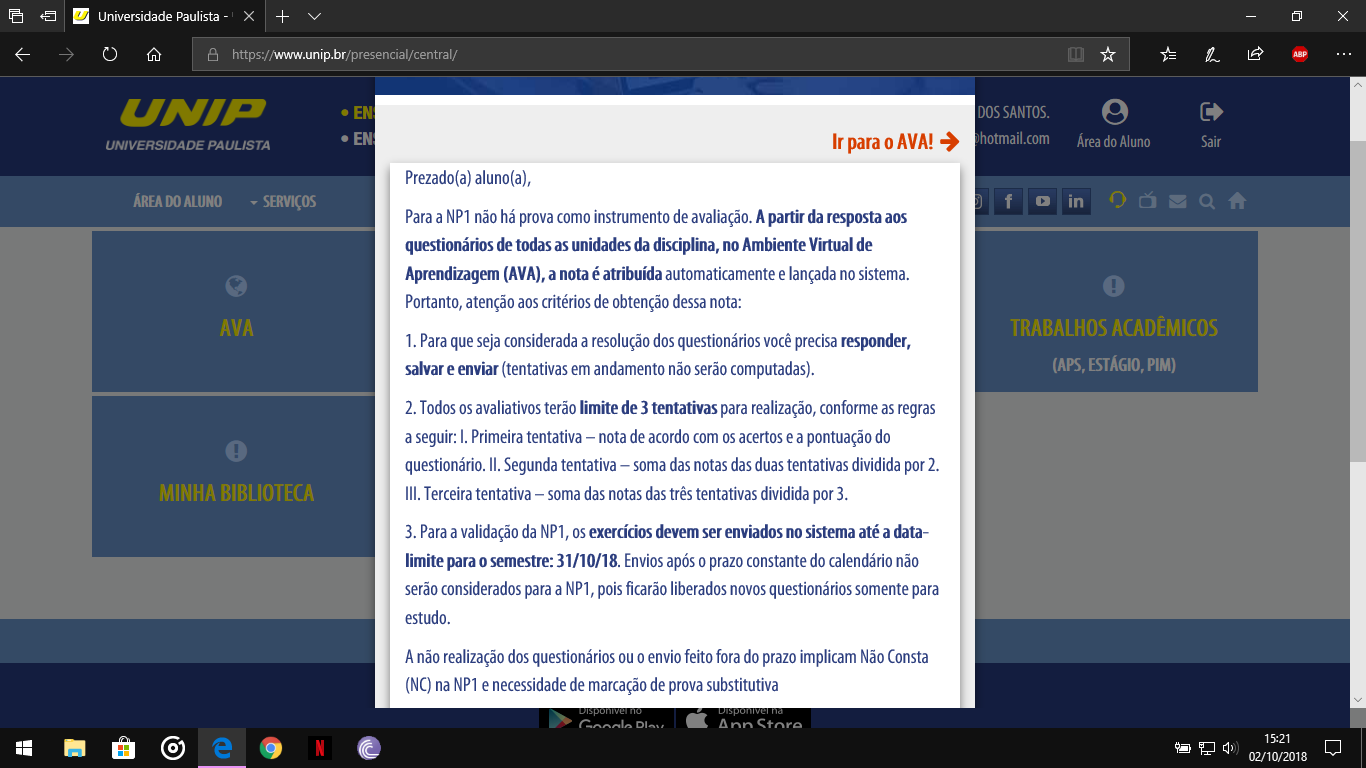 Universidade Paulista -
https://www.unip.br/presencial/central/
ABP
UNIP
UNIVERSIDADE PAULISTA
• ENS
• ENS
DOS SANTOS.
@hotmail.com
Área do Aluno
Sair
ÁREA DO ALUNO
SERVIÇOS
AVA
MINHA BIBLIOTECA
TRABALHOS ACADÊMICOS
(APS, ESTÁGIO, PIM)
Ir para o AVA!
Prezado(a) aluno(a),
Para a NP1 não há prova como instrumento de avaliação. A partir da resposta aos
questionários de todas as unidades da disciplina, no Ambiente Virtual de
Aprendizagem (AVA), a nota é atribuída automaticamente e lançada no sistema.
Portanto, atenção aos critérios de obtenção dessa nota:
1. Para que seja considerada a resolução dos questionários você precisa responder,
salvar e enviar (tentativas em andamento não serão computadas).
2. Todos os avaliativos terão limite de 3 tentativas para realização, conforme as regras
a seguir: I. Primeira tentativa – nota de acordo com os acertos e a pontuação do
questionário. II. Segunda tentativa – soma das notas das duas tentativas dividida por 2.
III. Terceira tentativa – soma das notas das três tentativas dividida por 3.
3. Para a validação da NP1, os exercícios devem ser enviados no sistema até a data-
limite para o semestre: 31/10/18. Envios após o prazo constante do calendário não
serão considerados para a NP1, pois ficarão liberados novos questionários somente para
estudo.
A não realização dos questionários ou o envio feito fora do prazo implicam Não Consta
(NC) na NP1 e necessidade de marcação de prova substitutiva
Disponível no
Google Play
Disponível na
App Store
15:21
02/10/2018